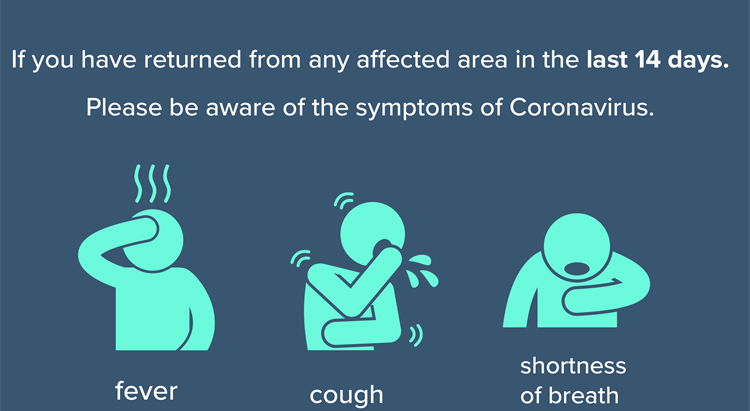 If you have returned from any affected area in the last 14 days.
Please be aware of the symptoms of Coronavirus.
fever
cough
shortness
of breath